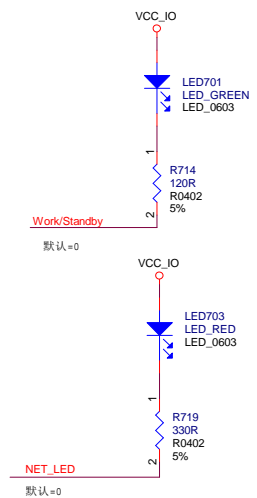 VCC_IO
LED701
LED_GREEN
LED_0603
1
R714
120R
R0402
5%
2
Work/Standby
默认=0
VCC_IO
LED703
LED_RED
LED_0603
1
R719
330R
R0402
5%
2
NET_LED
默认=0